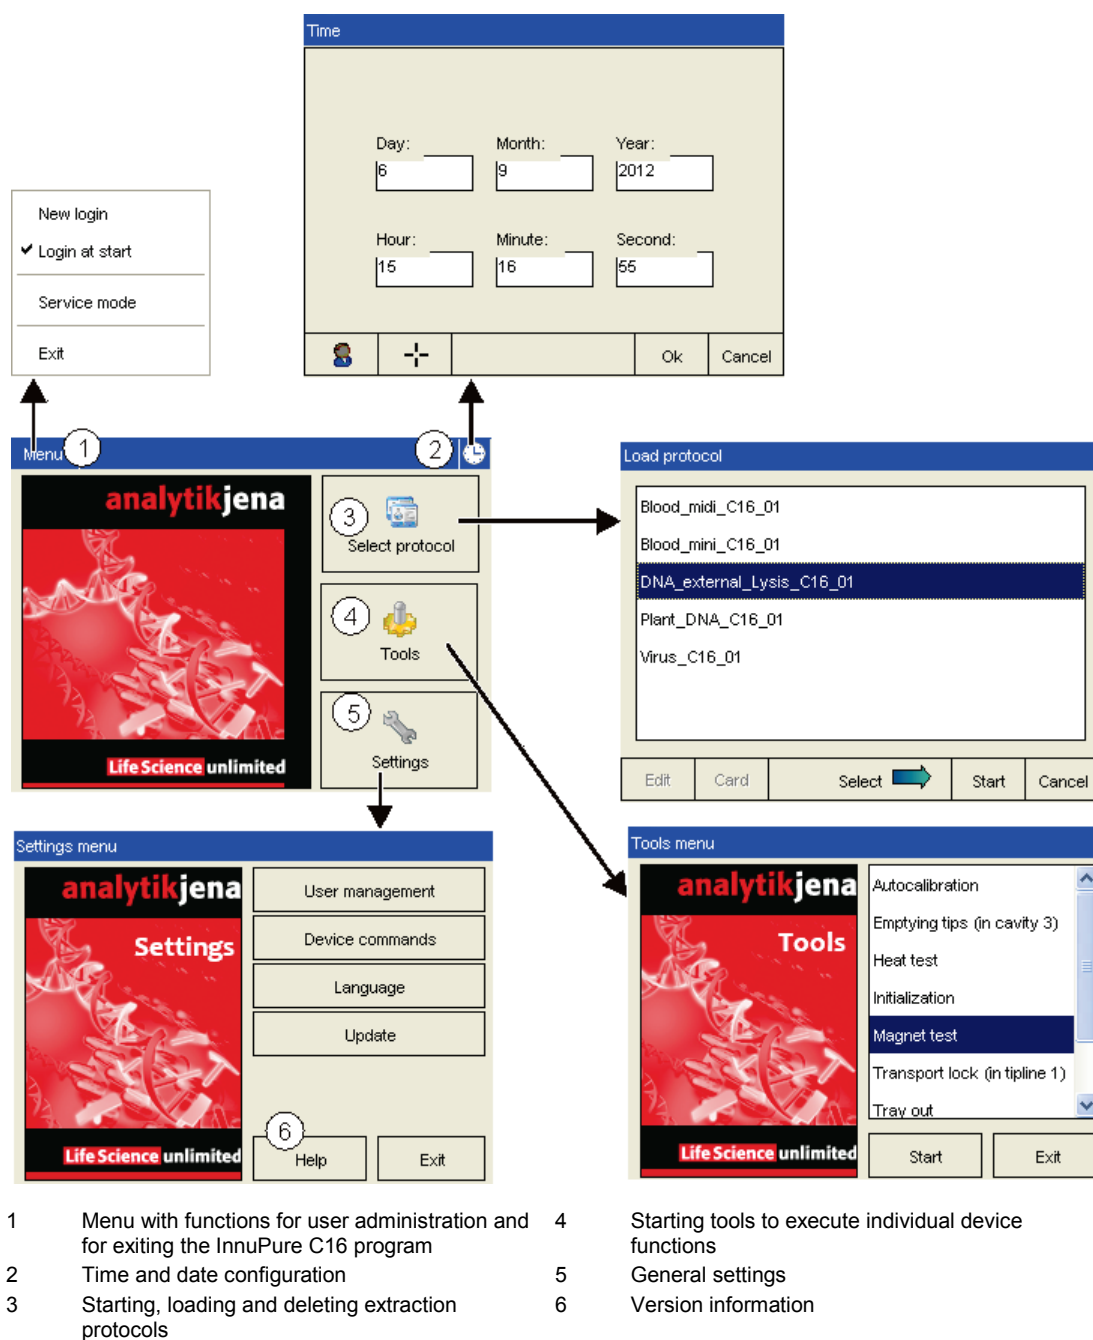 Time
Day:
Month:
Year:
6
9
2012
Hour:
Minute:
Second:
15
16
55
Ok
Cancel
New login
Login at start
Service mode
Exit
Menu
1
2
analytikjena
Life Science unlimited
3
Select protocol
4
Tools
5
Settings
Load protocol
Blood_midi_C16_01
Blood_mini_C16_01
DNA_external_Lysis_C16_01
Plant_DNA_C16_01
Virus_C16_01
Edit
Card
Select
Start
Cancel
Settings menu
analytikjena
Settings
Life Science unlimited
User management
Device commands
Language
Update
6
Help
Exit
Tools menu
analytikjena
Tools
Life Science unlimited
Autocalibration
Emptying tips (in cavity 3)
Heat test
Initialization
Magnet test
Transport lock (in tipline 1)
Tray out
Start
Exit
1 Menu with functions for user administration and
for exiting the InnuPure C16 program
2 Time and date configuration
3 Starting, loading and deleting extraction
protocols
4 Starting tools to execute individual device
functions
5 General settings
6 Version information